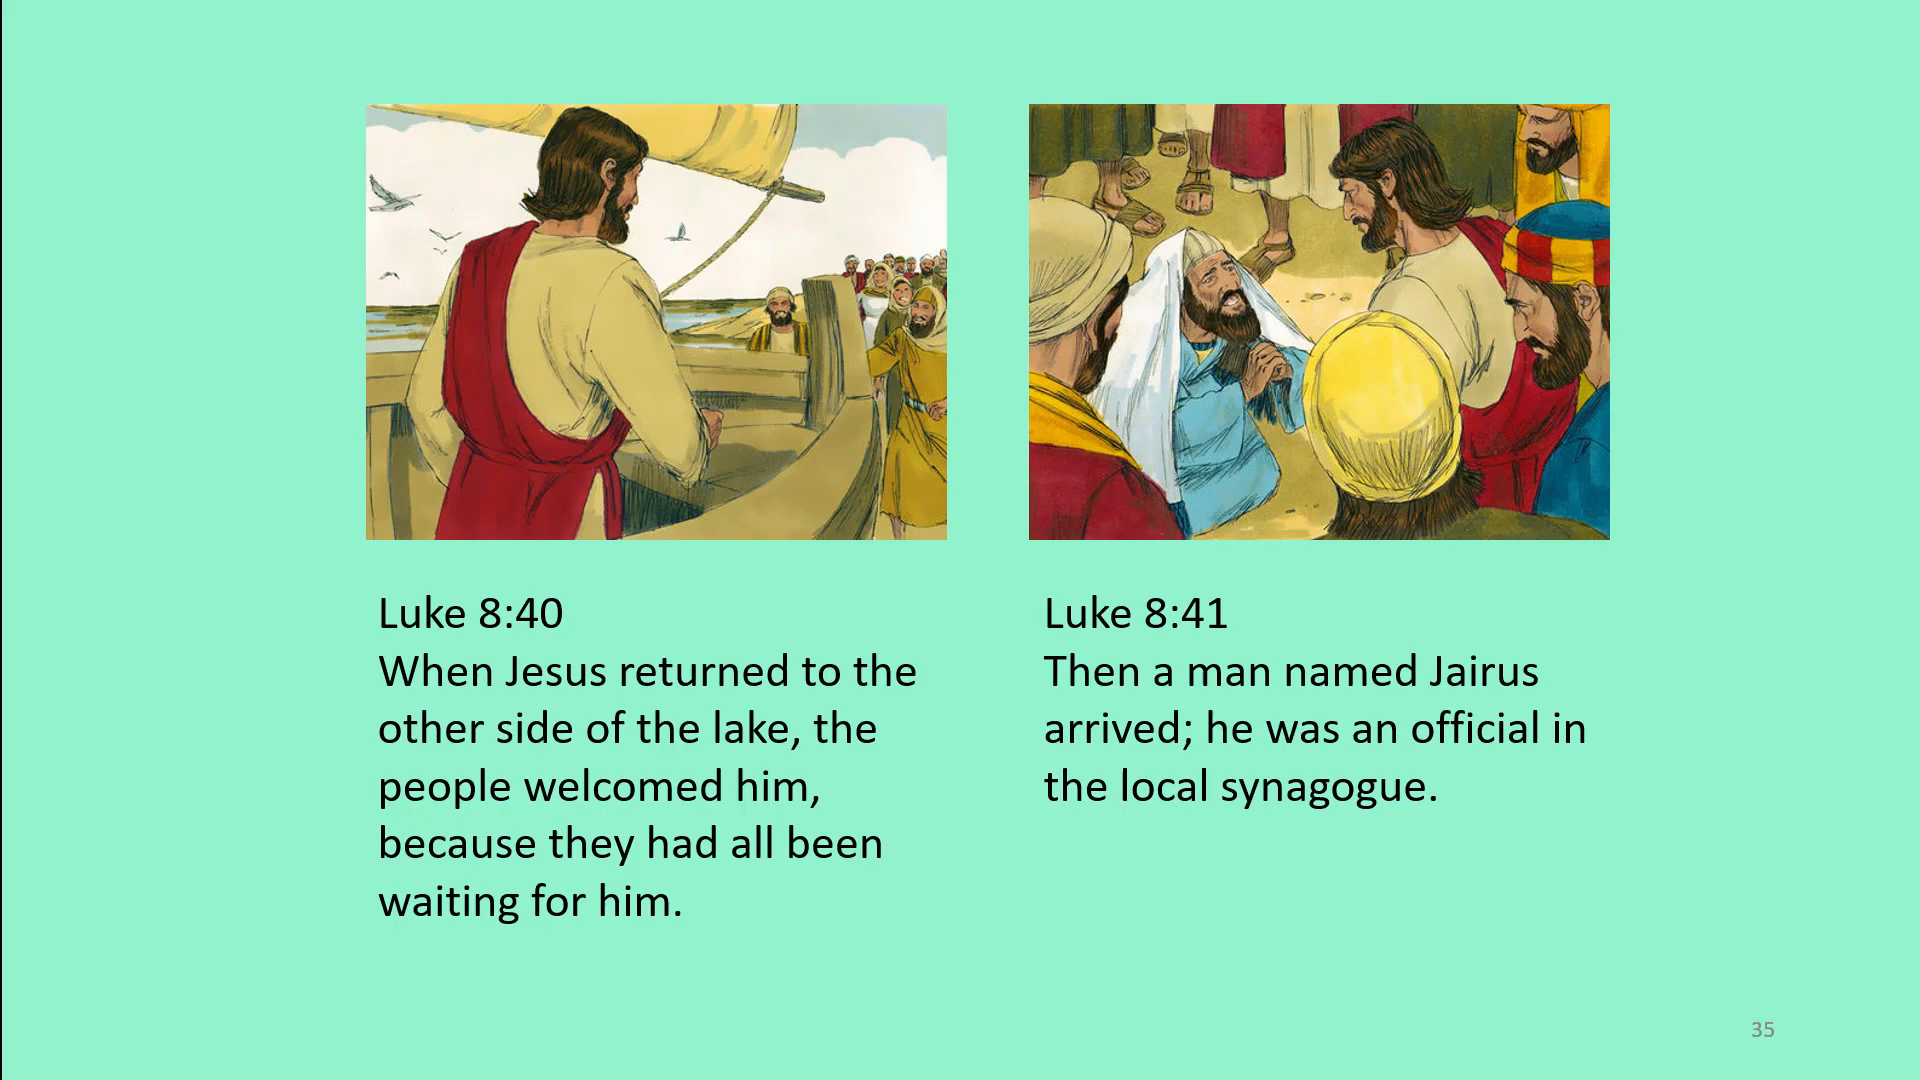 Luke 8:40
When Jesus returned to the
other side of the lake, the
people welcomed him,
because they had all been
waiting for him.
Luke 8:41
Then a man named Jairus
arrived; he was an official in
the local synagogue.
35